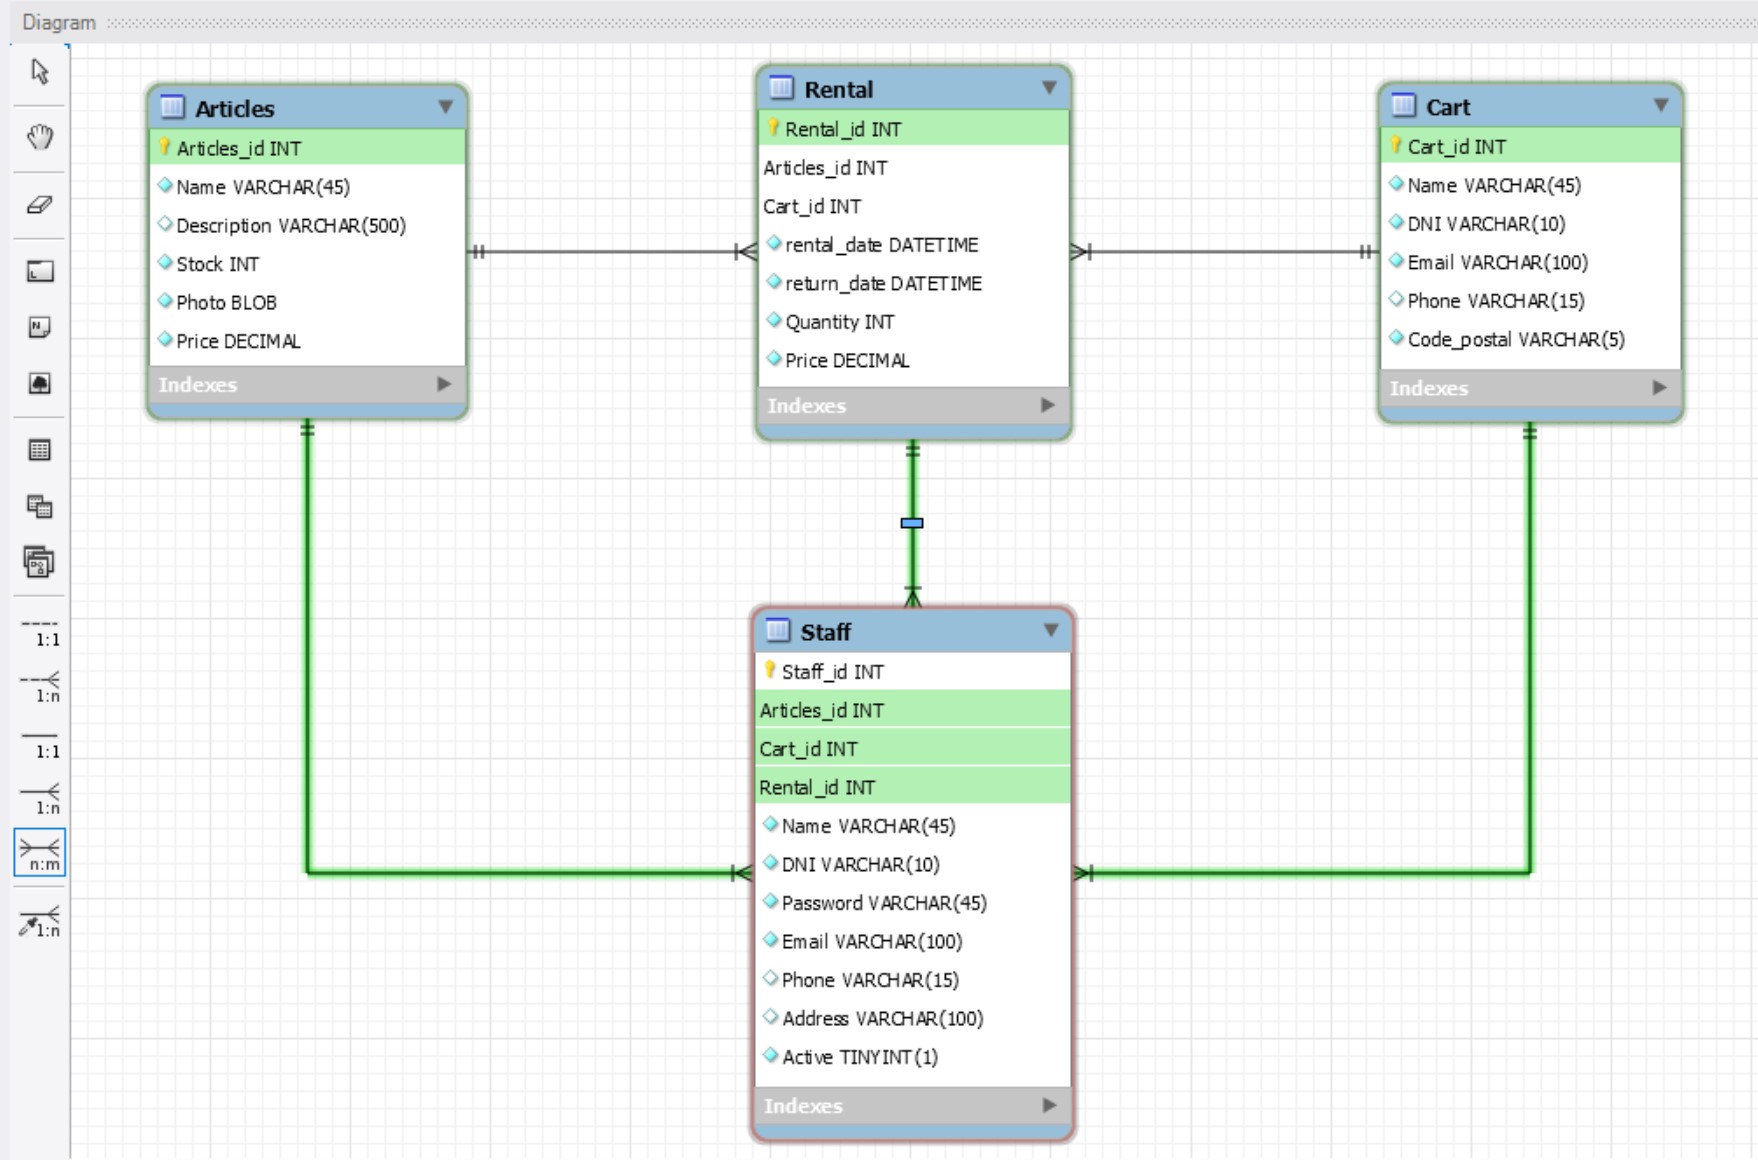 Diagram
Articles
Articles_id INT
Name VARCHAR(45)
Description VARCHAR(500)
Stock INT
Photo BLOB
Price DECIMAL
Indexes
Rental
Rental_id INT
Articles_id INT
Cart_id INT
rental_date DATETIME
return_date DATETIME
Quantity INT
Price DECIMAL
Indexes
Cart
Cart_id INT
Name VARCHAR(45)
DNI VARCHAR(10)
Email VARCHAR(100)
Phone VARCHAR(15)
Code_postal VARCHAR(5)
Indexes
Staff
Staff_id INT
Articles_id INT
Cart_id INT
Rental_id INT
Name VARCHAR(45)
DNI VARCHAR(10)
Password VARCHAR(45)
Email VARCHAR(100)
Phone VARCHAR(15)
Address VARCHAR(100)
Active TINYINT(1)
Indexes
N
1:1
1:n
1:1
1:n
n:m
1:n